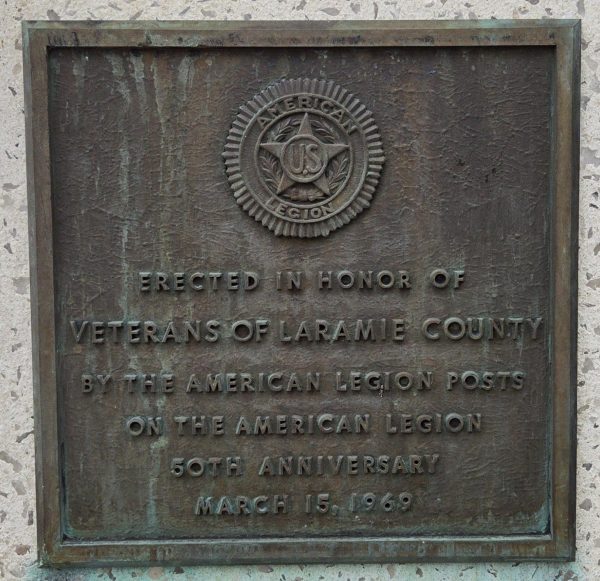 AMERICAN
U.S
LEGION
ERECTED IN HONOR OF
VETERANS OF LARAMIE COUNTY
BY THE AMERICAN LEGION POSTS
ON THE AMERICAN LEGION
50TH ANNIVERSARY
MARCH 15, 1969